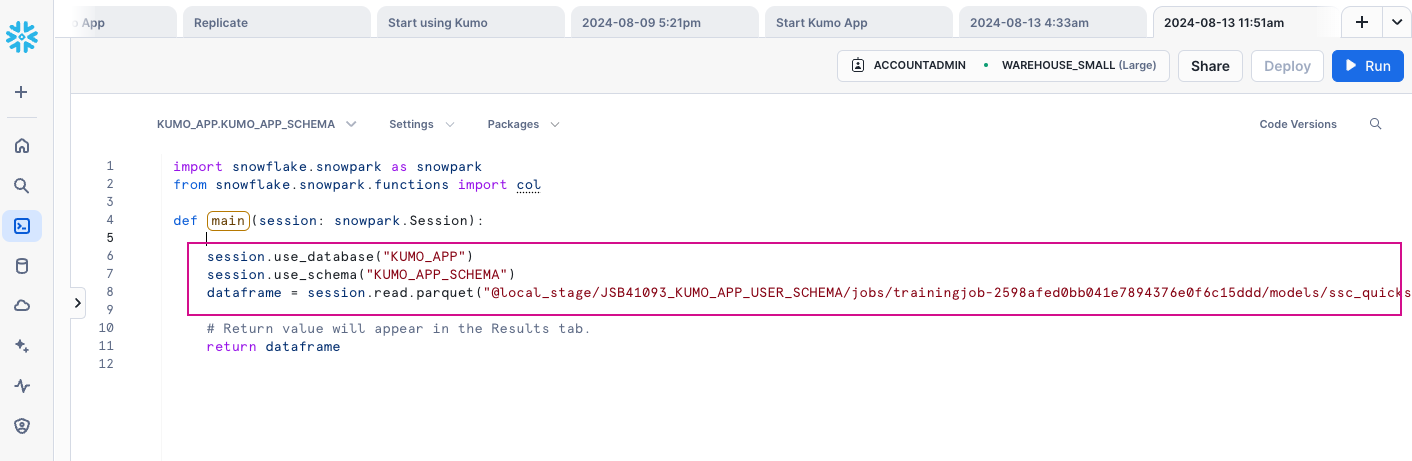 App
Replicate
Start using Kumo
2024-08-09 5:21pm
Start Kumo App
2024-08-13 4:33am
2024-08-13 11:51am
ACCOUNTADMIN
WAREHOUSE_SMALL (Large)
Share
Deploy
Run
KUMO_APP.KUMO_APP_SCHEMA
Settings
Packages
Code Versions
1 import snowflake.snowpark as snowpark
2 from snowflake.snowpark.functions import col
3
4 def main(session: snowpark.Session):
5
6 session.use_database("KUMO_APP")
7 session.use_schema("KUMO_APP_SCHEMA")
8 dataframe = session.read.parquet("@local_stage/JSB41093_KUMO_APP_USER_SCHEMA/jobs/trainingjob-2598afed0bb041e7894376e0f6c15ddd/models/ssc_quicks
9
10 # Return value will appear in the Results tab.
11 return dataframe
12